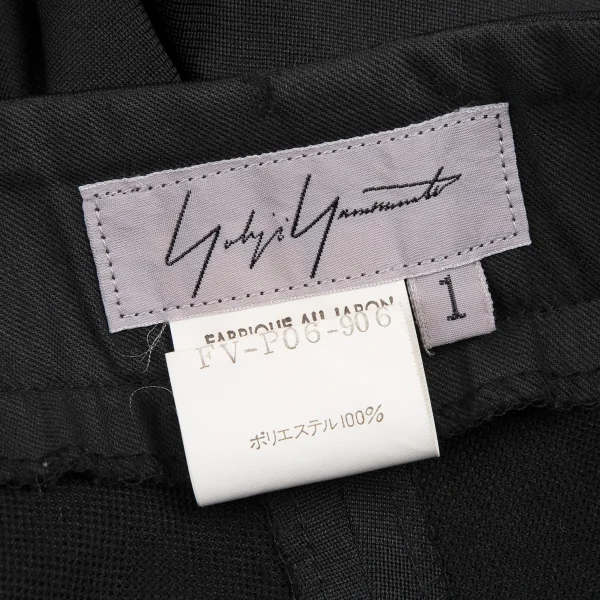 Yohji Yamamoto
1
FABRIQUE AU JAPON
FV-P06-906
ポリエステル100%